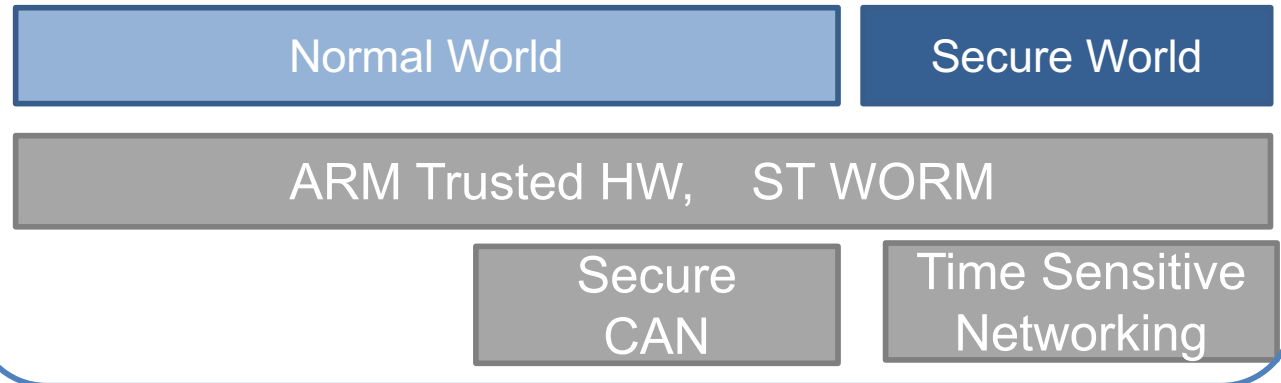 Normal World
Secure World
ARM Trusted HW, ST WORM
Secure
CAN
Time Sensitive
Networking